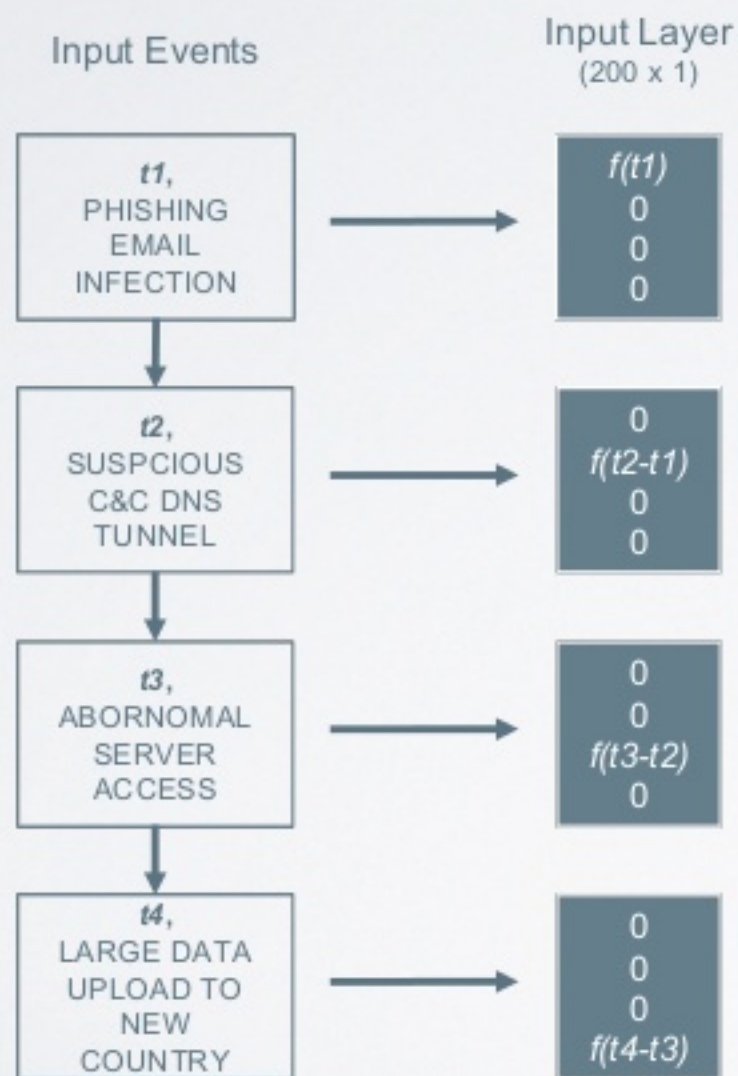 Input Events
Input Layer
(200 x 1)
t1,
PHISHING
EMAIL
INFECTION
f(t1)
0
0
0
t2,
SUSPCIOUS
C&C DNS
TUNNEL
0
f(t2-t1)
0
0
t3,
ABORNOMAL
SERVER
ACCESS
0
0
f(t3-t2)
0
t4,
LARGE DATA
UPLOAD TO
NEW
COUNTRY
0
0
0
f(t4-t3)